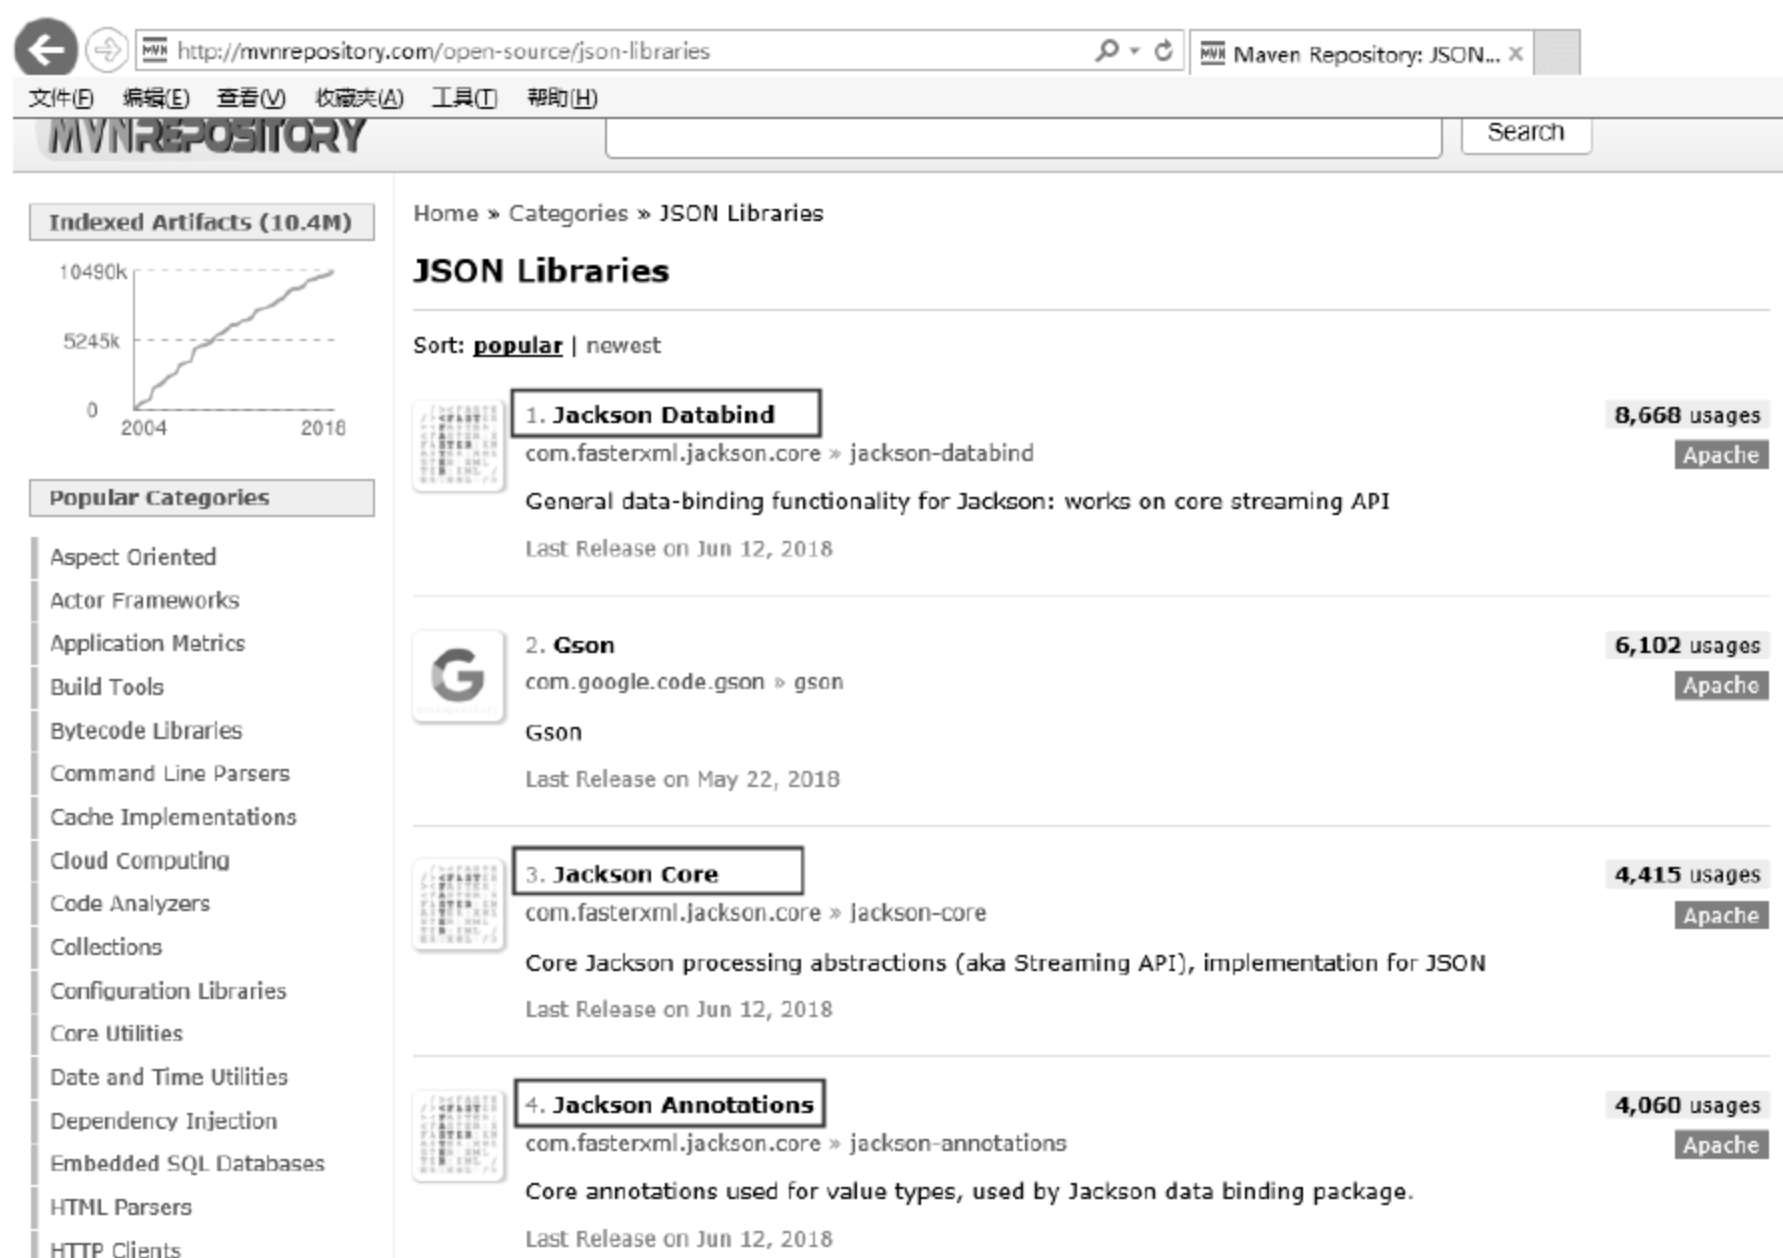 http://mvnrepository.com/open-source/json-libraries
MVN Maven Repository: JSON... ×
文件(F) 编辑(E) 查看(V) 收藏夹(A) 工具(T) 帮助(H)
MVNREPOSITORY
Search
Indexed Artifacts (10.4M)
10490k
5245k
0
2004 2018
Popular Categories
Aspect Oriented
Actor Frameworks
Application Metrics
Build Tools
Bytecode Libraries
Command Line Parsers
Cache Implementations
Cloud Computing
Code Analyzers
Collections
Configuration Libraries
Core Utilities
Date and Time Utilities
Dependency Injection
Embedded SQL Databases
HTML Parsers
HTTP Clients
Home » Categories » JSON Libraries
JSON Libraries
Sort: popular | newest
1. Jackson Databind
8,668 usages
com.fasterxml.jackson.core » jackson-databind
Apache
General data-binding functionality for Jackson: works on core streaming API
Last Release on Jun 12, 2018
2. Gson
6,102 usages
com.google.code.gson » gson
Apache
Gson
Last Release on May 22, 2018
3. Jackson Core
4,415 usages
com.fasterxml.jackson.core » jackson-core
Apache
Core Jackson processing abstractions (aka Streaming API), implementation for JSON
Last Release on Jun 12, 2018
4. Jackson Annotations
4,060 usages
com.fasterxml.jackson.core » jackson-annotations
Apache
Core annotations used for value types, used by Jackson data binding package.
Last Release on Jun 12, 2018